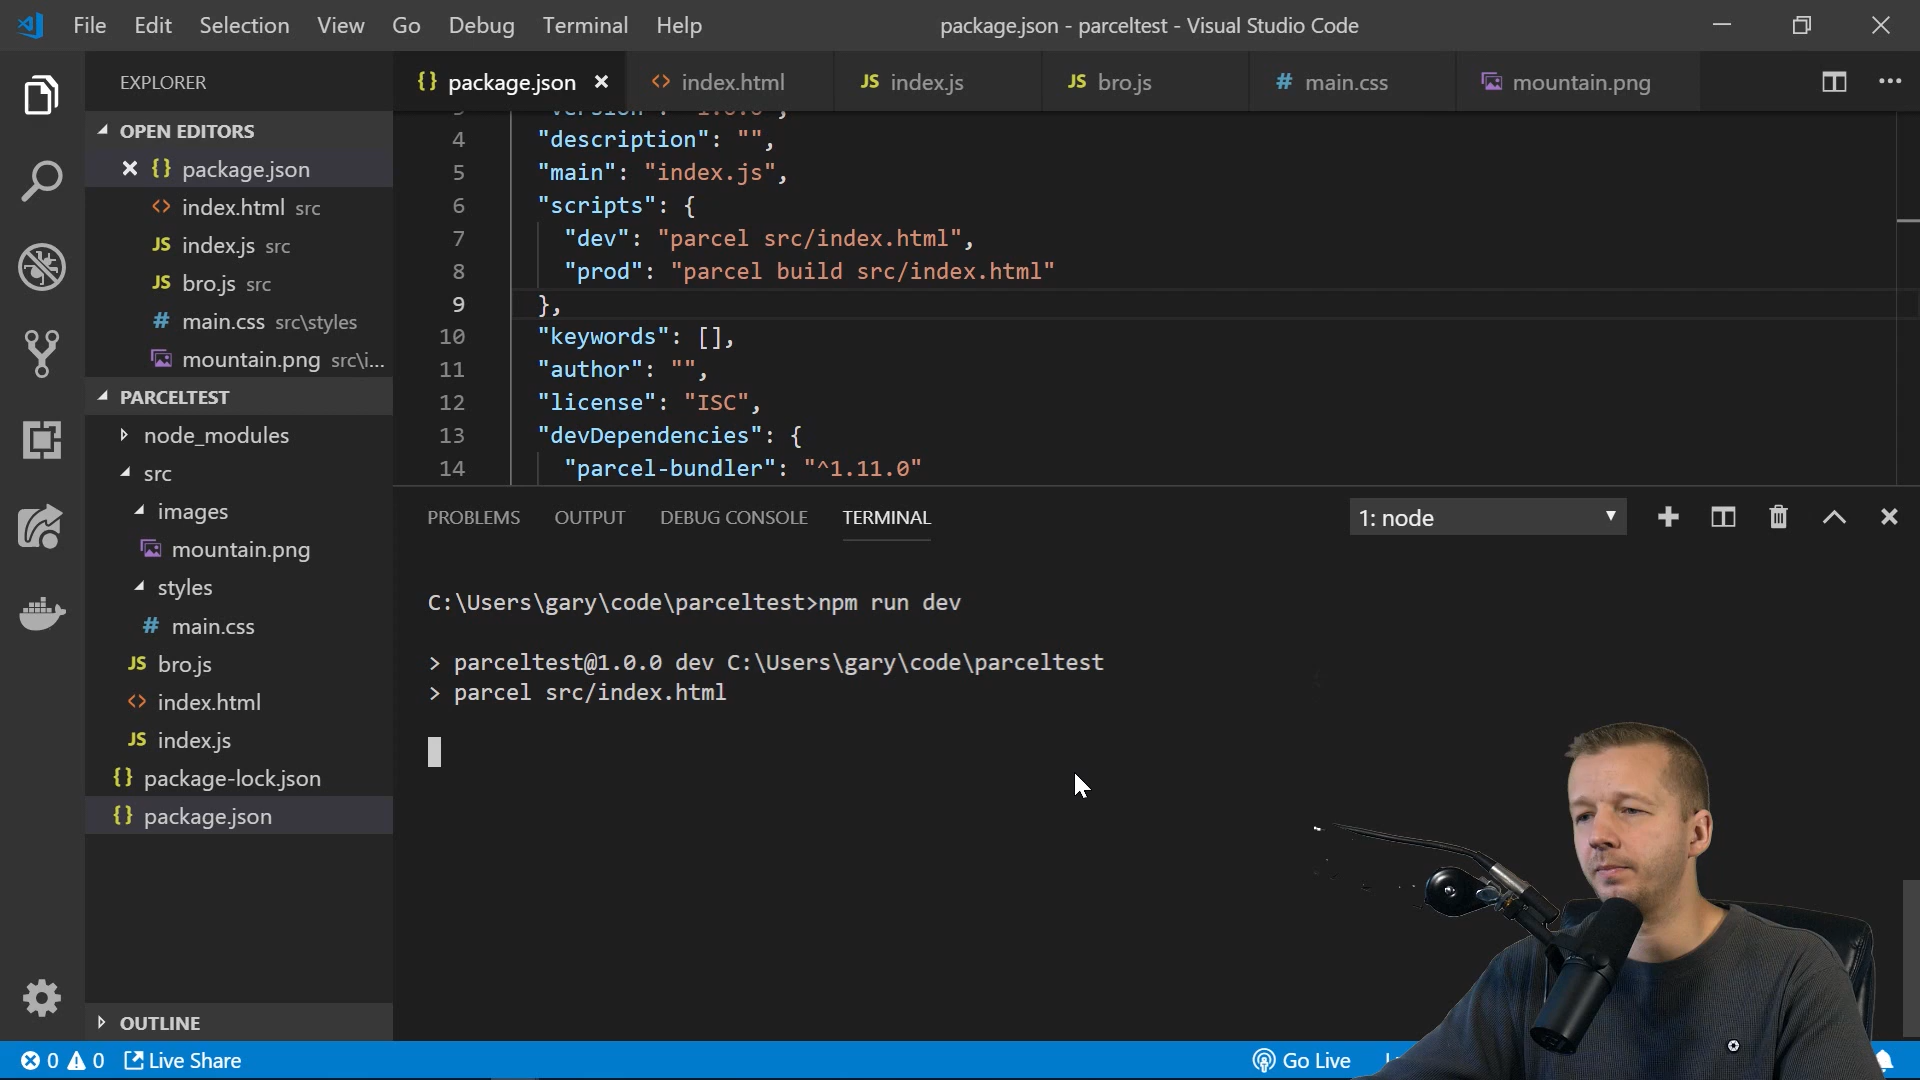 File Edit Selection View Go Debug Terminal Help
package.json - parceltest - Visual Studio Code
EXPLORER
OPEN EDITORS
{} package.json
<> index.html src
JS index.js src
JS bro.js src
# main.css src\styles
mountain.png src\i...
PARCELTEST
node_modules
src
images
mountain.png
styles
# main.css
JS bro.js
<> index.html
JS index.js
{} package-lock.json
{} package.json
OUTLINE
{} package.json <> index.html JS index.js JS bro.js # main.css mountain.png
4 "description": "",
5 "main": "index.js",
6 "scripts": {
7 "dev": "parcel src/index.html",
8 "prod": "parcel build src/index.html"
9 },
10 "keywords": [],
11 "author": "",
12 "license": "ISC",
13 "devDependencies": {
14 "parcel-bundler": "^1.11.0"
PROBLEMS OUTPUT DEBUG CONSOLE TERMINAL
1: node
C:\Users\gary\code\parceltest>npm run dev
> parceltest@1.0.0 dev C:\Users\gary\code\parceltest
> parcel src/index.html
0 0 Live Share
Go Live